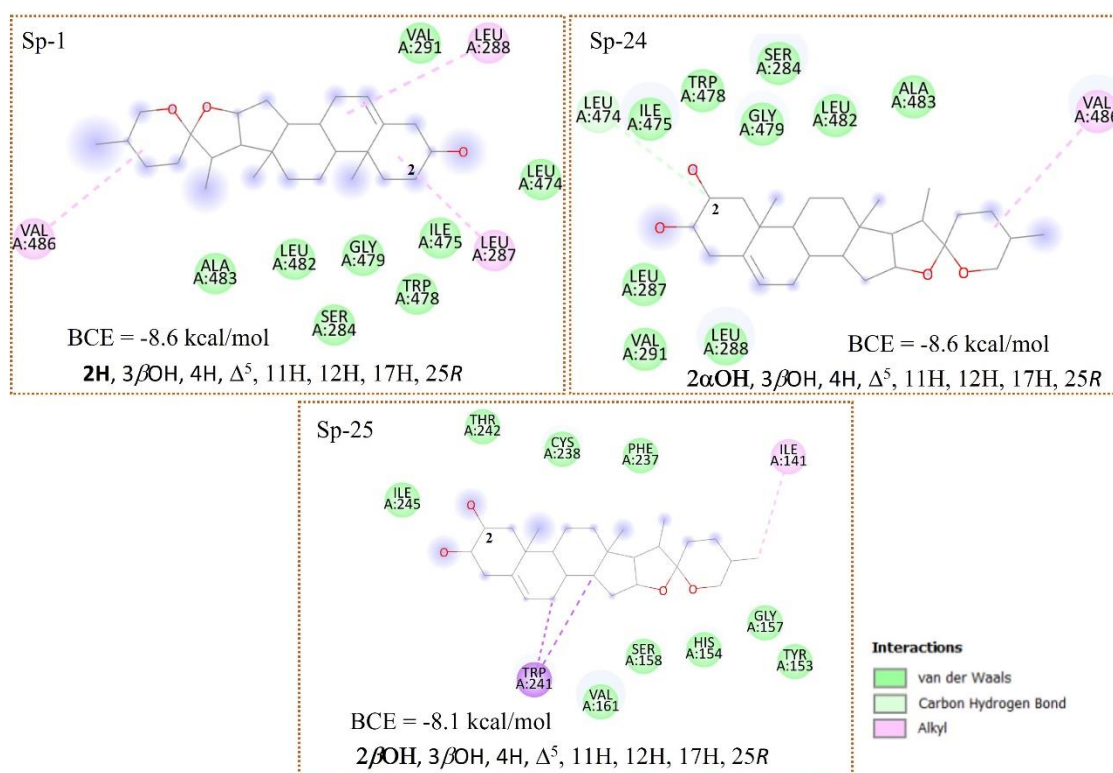 Sp-1
VAL
A:291
LEU
A:288
O
O
O
2
LEU
A:474
VAL
A:486
ALA
A:483
LEU
A:482
GLY
A:479
ILE
A:475
LEU
A:287
TRP
A:478
SER
A:284
BCE = -8.6 kcal/mol
2H, 3βOH, 4H, Δ⁵, 11H, 12H, 17H, 25R
Sp-24
LEU
A:474
ILE
A:475
TRP
A:478
SER
A:284
GLY
A:479
LEU
A:482
ALA
A:483
VAL
A:486
O
2
O
O
O
LEU
A:287
VAL
A:291
LEU
A:288
BCE = -8.6 kcal/mol
2αOH, 3βOH, 4H, Δ⁵, 11H, 12H, 17H, 25R
Sp-25
THR
A:242
CYS
A:238
PHE
A:237
ILE
A:141
ILE
A:245
O
2
O
O
O
TRP
A:241
VAL
A:161
SER
A:158
HIS
A:154
GLY
A:157
TYR
A:153
BCE = -8.1 kcal/mol
2βOH, 3βOH, 4H, Δ⁵, 11H, 12H, 17H, 25R
Interactions
van der Waals
Carbon Hydrogen Bond
Alkyl